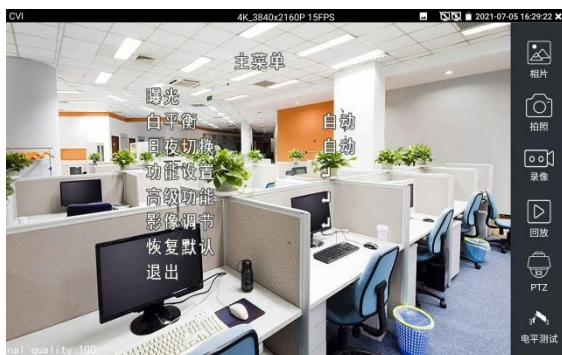 CVI 4K_3840x2160P 15FPS 2021-07-05 16:29:22
主菜单
曝光
白平衡 自动
日夜切换 自动
功能设置
高级功能
影像调节
恢复默认
退出
nal quality:100
相片
拍照
录像
回放
PTZ
电平测试